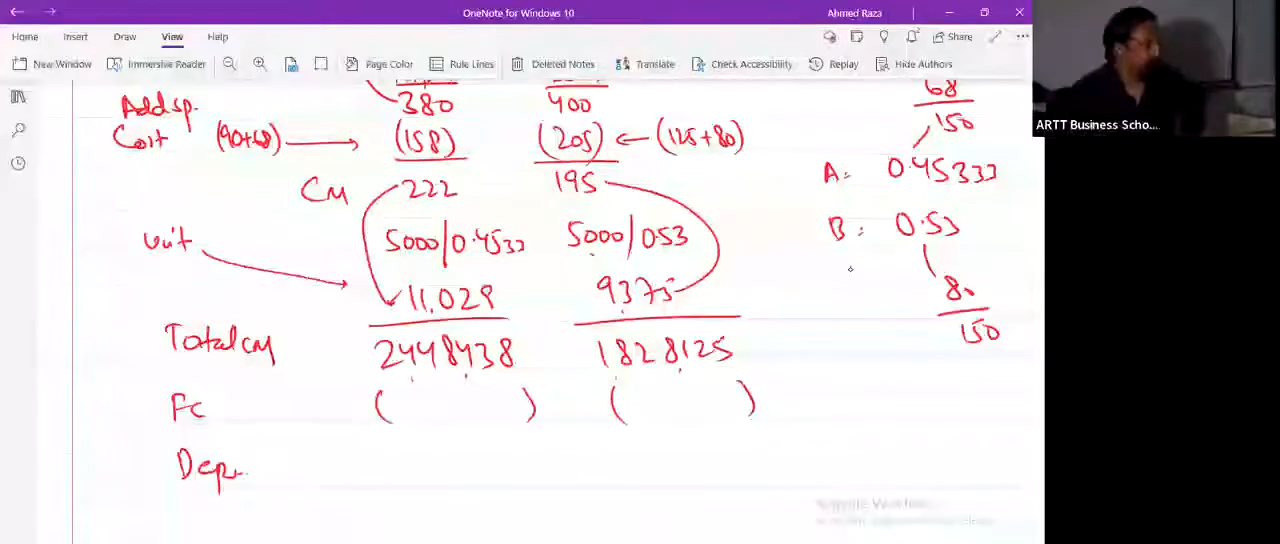 OneNote for Windows 10
Ahmed Raza
Home Insert Draw View Help
Share
New Window Immersive Reader Page Color Rule Lines Deleted Notes Translate Check Accessibility Replay Hide Authors
Add sp. 380 400 68
Cost (90+68) (158) (205) (125+80) 150
CM 222 195 A: 0.45333
Unit 5000/0.4533 5000/0.53 B: 0.53
11,029 9375 80
Total CM 2448438 1828125 150
FC ( ) ( )
Depr
ARTT Business Scho...